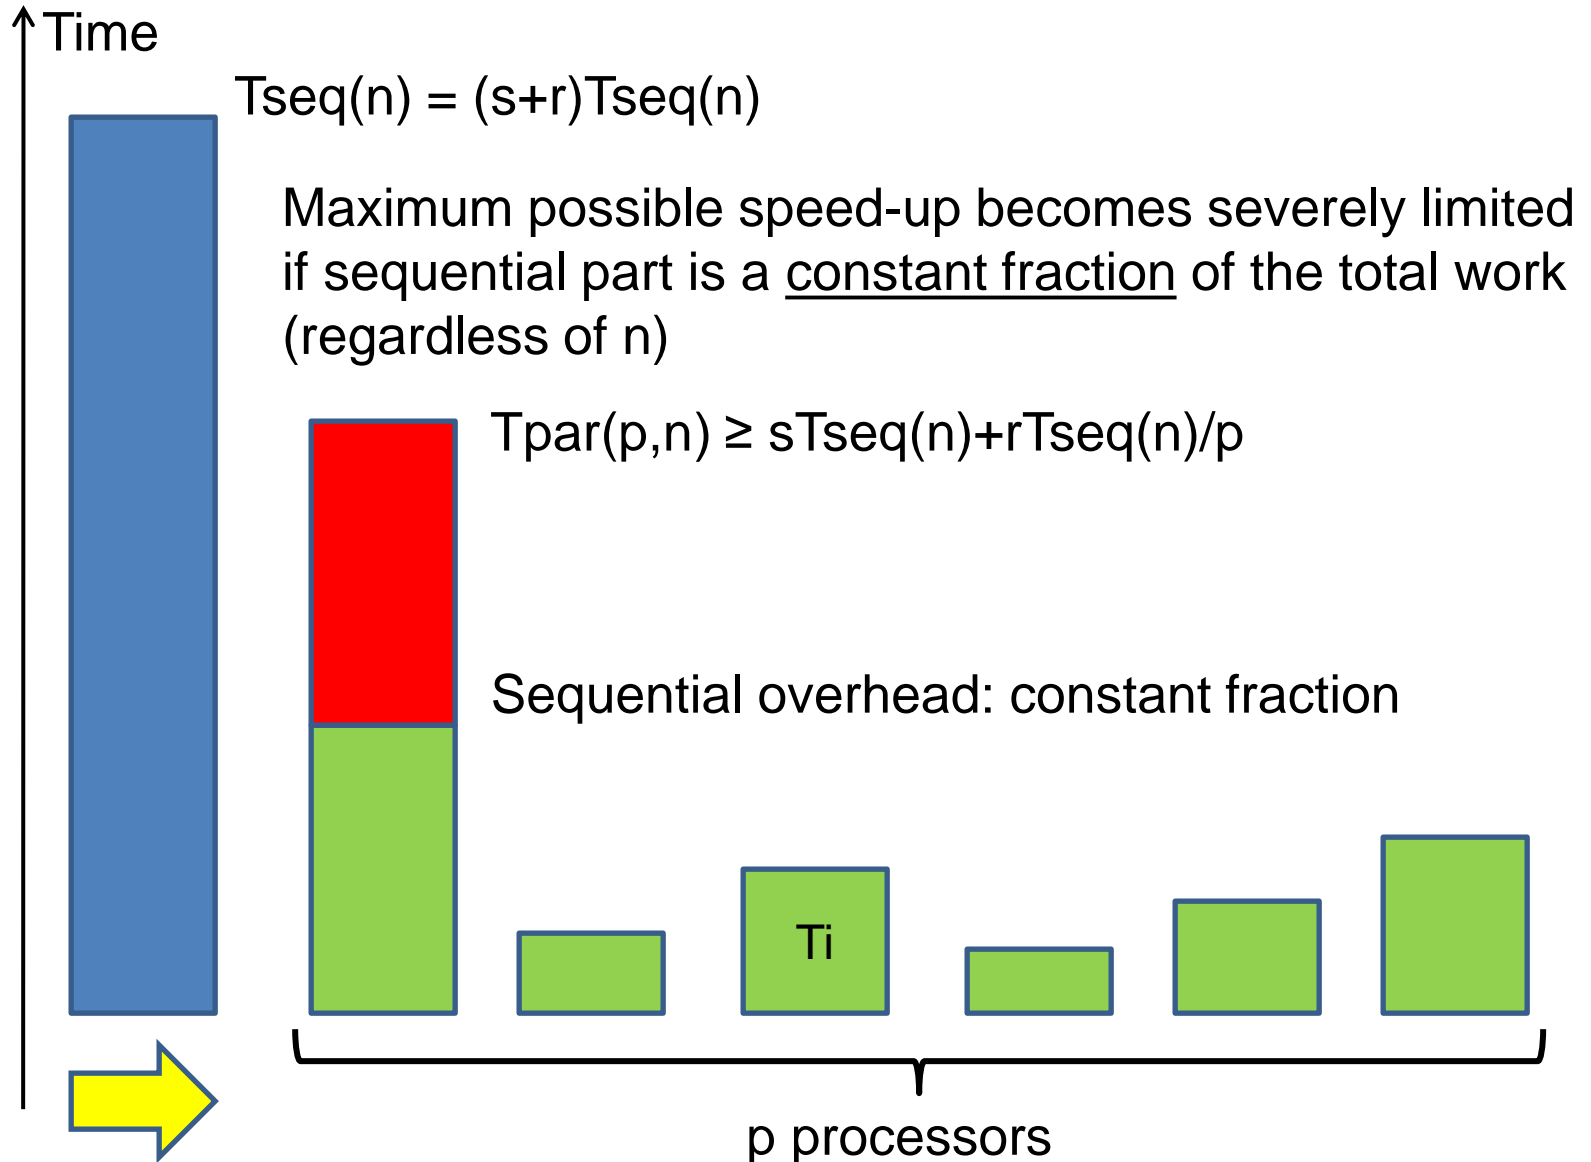 Time
Tseq(n) = (s+r)Tseq(n)
Maximum possible speed-up becomes severely limited
if sequential part is a constant fraction of the total work
(regardless of n)
Tpar(p,n) ≥ sTseq(n)+rTseq(n)/p
Sequential overhead: constant fraction
Ti
p processors